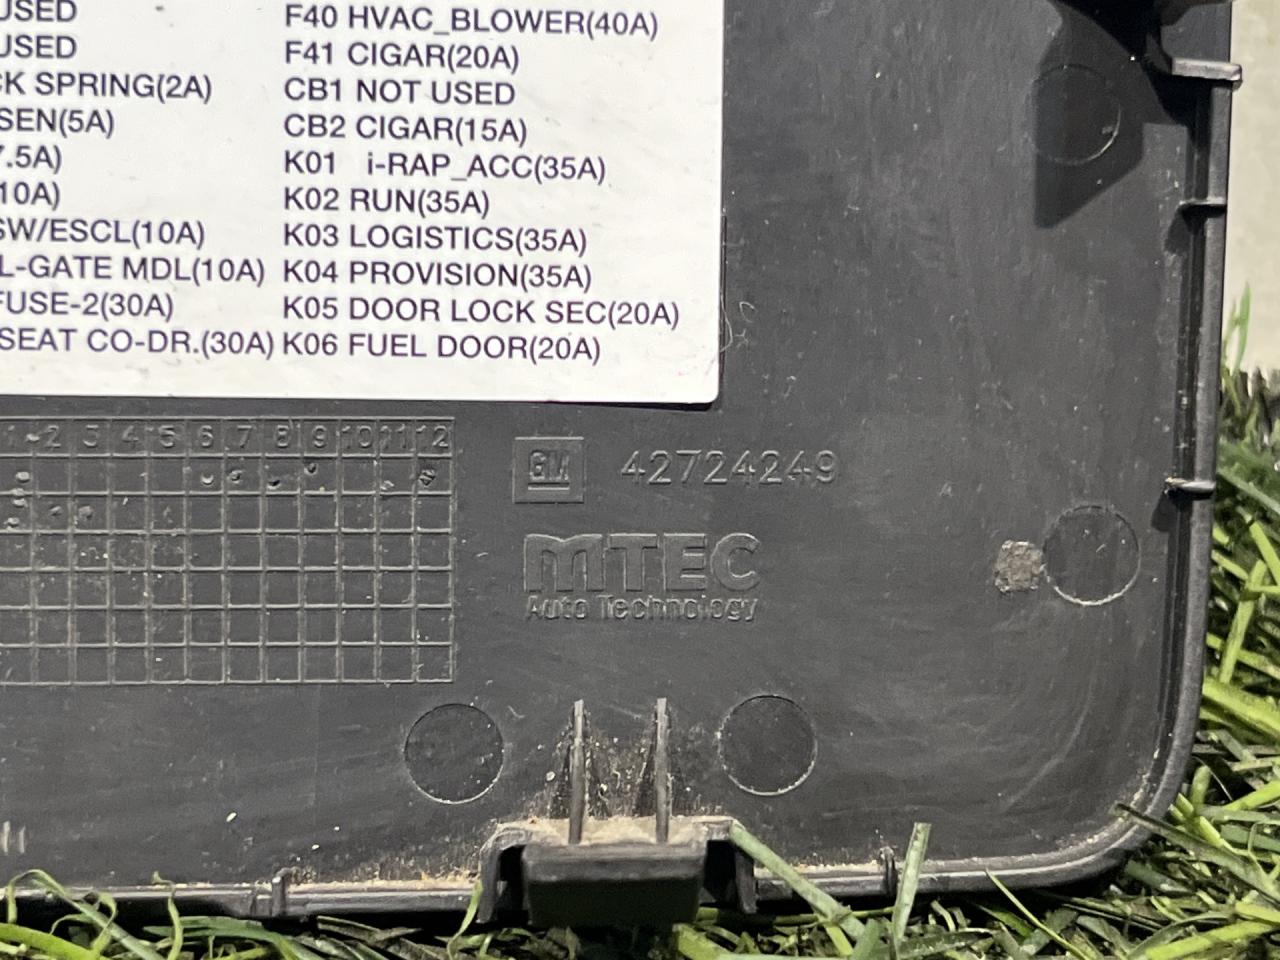 USED F40 HVAC_BLOWER(40A)
USED F41 CIGAR(20A)
CK SPRING(2A) CB1 NOT USED
SEN(5A) CB2 CIGAR(15A)
7.5A) K01 i-RAP_ACC(35A)
10A) K02 RUN(35A)
SW/ESCL(10A) K03 LOGISTICS(35A)
L-GATE MDL(10A) K04 PROVISION(35A)
FUSE-2(30A) K05 DOOR LOCK SEC(20A)
SEAT CO-DR.(30A) K06 FUEL DOOR(20A)
1 2 3 4 5 6 7 8 9 10 11 12
GM 42724249
MTEC
Auto Technology